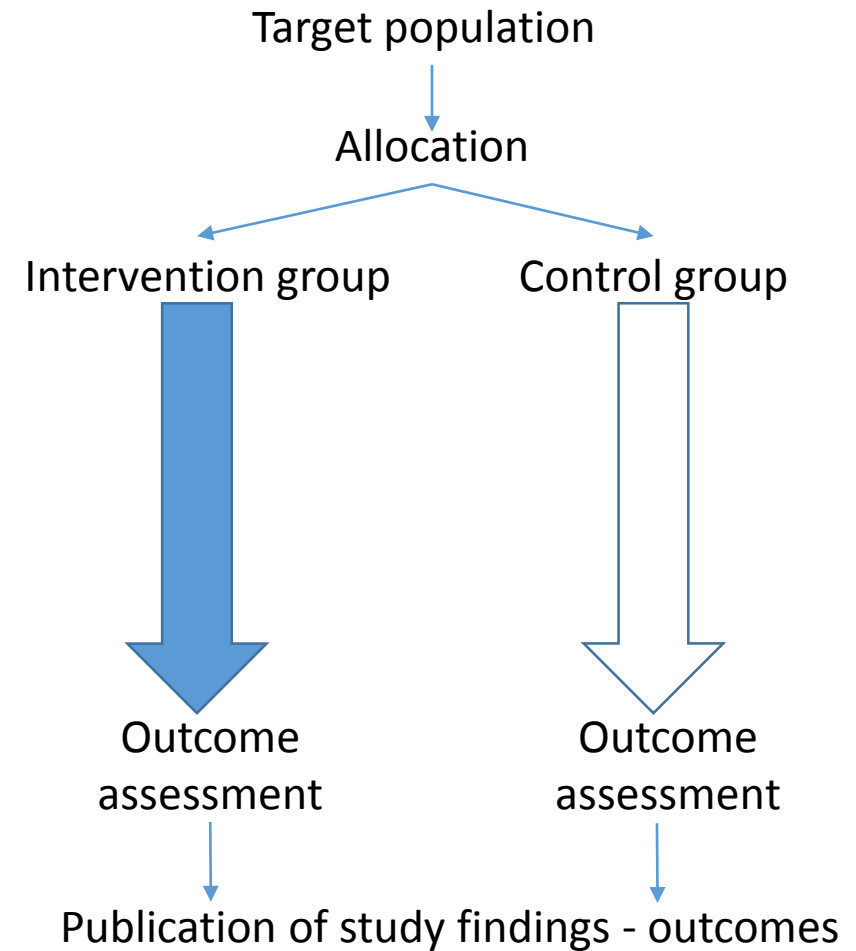 Target population
Allocation
Intervention group
Control group
Outcome
assessment
Outcome
assessment
Publication of study findings - outcomes